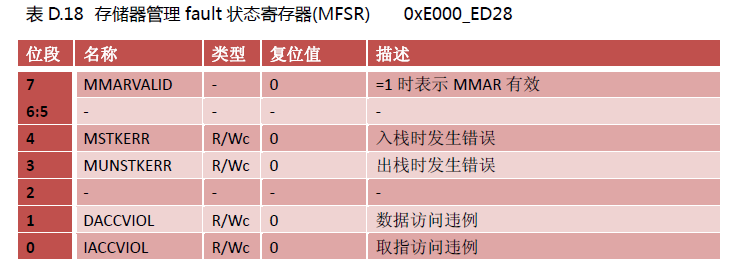 表 D.18 存储器管理 fault 状态寄存器(MFSR) 0xE000_ED28
位段 名称 类型 复位值 描述
7 MMARVALID - 0 =1 时表示 MMAR 有效
6:5 - - - -
4 MSTKERR R/Wc 0 入栈时发生错误
3 MUNSTKERR R/Wc 0 出栈时发生错误
2 - - - -
1 DACCVIOL R/Wc 0 数据访问违例
0 IACCVIOL R/Wc 0 取指访问违例